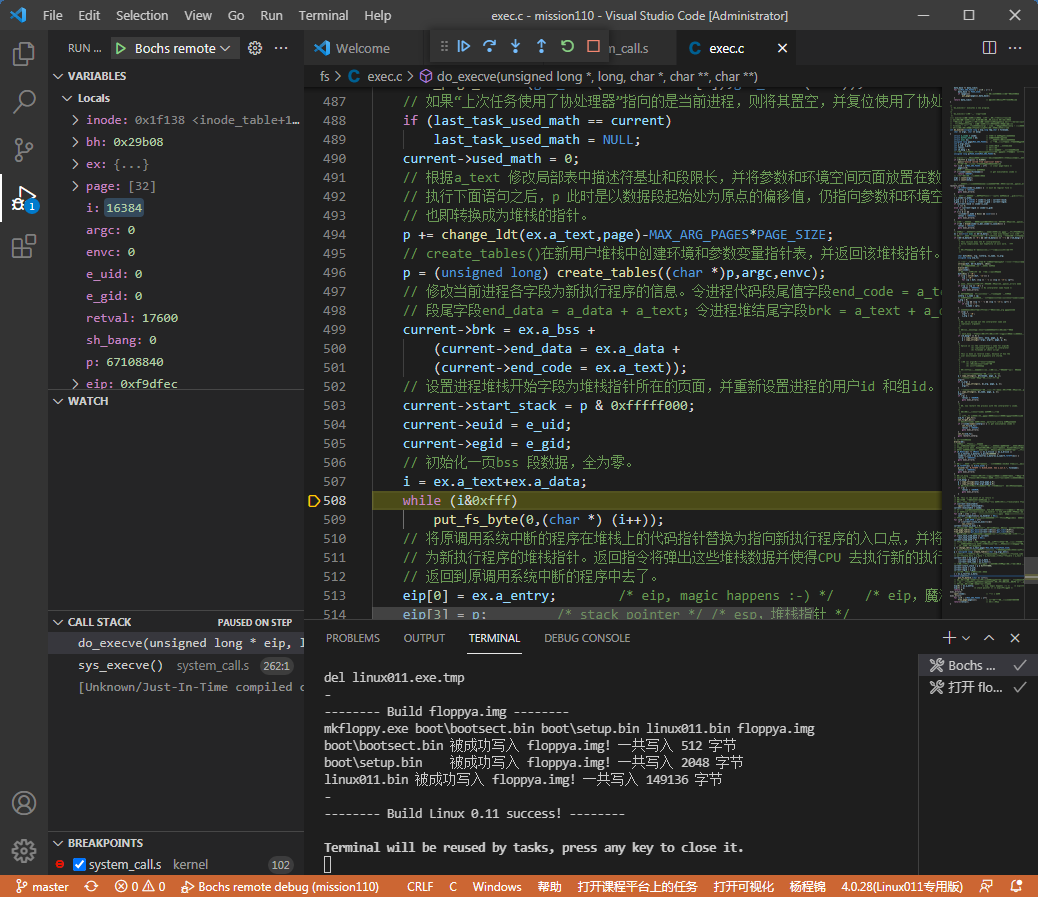 File Edit Selection View Go Run Terminal Help exec.c - mission110 - Visual Studio Code [Administrator]
RUN ... Bochs remote
Welcome
m_call.s
exec.c
fs > C exec.c > do_execve(unsigned long *, long, char *, char **, char **)
VARIABLES
Locals
inode: 0x1f138 <inode_table+1...
bh: 0x29b08
ex: {...}
page: [32]
i: 16384
argc: 0
envc: 0
e_uid: 0
e_gid: 0
retval: 17600
sh_bang: 0
p: 67108840
eip: 0xf9dfec
WATCH
CALL STACK PAUSED ON STEP
do_execve(unsigned long * eip, l
sys_execve() system_call.s 262:1
[Unknown/Just-In-Time compiled c
BREAKPOINTS
system_call.s kernel 102
487 // 如果“上次任务使用了协处理器”指向的是当前进程，则将其置空，并复位使用了协处
488 if (last_task_used_math == current)
489 last_task_used_math = NULL;
490 current->used_math = 0;
491 // 根据a_text 修改局部表中描述符基址和段限长，并将参数和环境空间页面放置在数
492 // 执行下面语句之后，p 此时是以数据段起始处为原点的偏移值，仍指向参数和环境空
493 // 也即转换成为堆栈的指针。
494 p += change_ldt(ex.a_text,page)-MAX_ARG_PAGES*PAGE_SIZE;
495 // create_tables()在新用户堆栈中创建环境和参数变量指针表，并返回该堆栈指针。
496 p = (unsigned long) create_tables((char *)p,argc,envc);
497 // 修改当前进程各字段为新执行程序的信息。令进程代码段尾值字段end_code = a_te
498 // 段尾字段end_data = a_data + a_text；令进程堆结尾字段brk = a_text + a_d
499 current->brk = ex.a_bss +
500 (current->end_data = ex.a_data +
501 (current->end_code = ex.a_text));
502 // 设置进程堆栈开始字段为堆栈指针所在的页面，并重新设置进程的用户id 和组id。
503 current->start_stack = p & 0xfffff000;
504 current->euid = e_uid;
505 current->egid = e_gid;
506 // 初始化一页bss 段数据，全为零。
507 i = ex.a_text+ex.a_data;
508 while (i&0xfff)
509 put_fs_byte(0,(char *) (i++));
510 // 将原调用系统中断的程序在堆栈上的代码指针替换为指向新执行程序的入口点，并将
511 // 为新执行程序的堆栈指针。返回指令将弹出这些堆栈数据并使得CPU 去执行新的执行
512 // 返回到原调用系统中断的程序中去了。
513 eip[0] = ex.a_entry; /* eip, magic happens :-) */ /* eip，魔法
514 eip[3] = p; /* stack pointer */ /* esp，堆栈指针 */
PROBLEMS OUTPUT TERMINAL DEBUG CONSOLE
del linux011.exe.tmp
-
-------- Build floppya.img --------
mkfloppy.exe boot\bootsect.bin boot\setup.bin linux011.bin floppya.img
boot\bootsect.bin 被成功写入 floppya.img! 一共写入 512 字节
boot\setup.bin 被成功写入 floppya.img! 一共写入 2048 字节
linux011.bin 被成功写入 floppya.img! 一共写入 149136 字节
-
-------- Build Linux 0.11 success! --------
Terminal will be reused by tasks, press any key to close it.
Bochs ...
打开 flo...
1
master 0 0 Bochs remote debug (mission110) CRLF C Windows 帮助 打开课程平台上的任务 打开可视化 杨程锦 4.0.28(Linux011专用版)